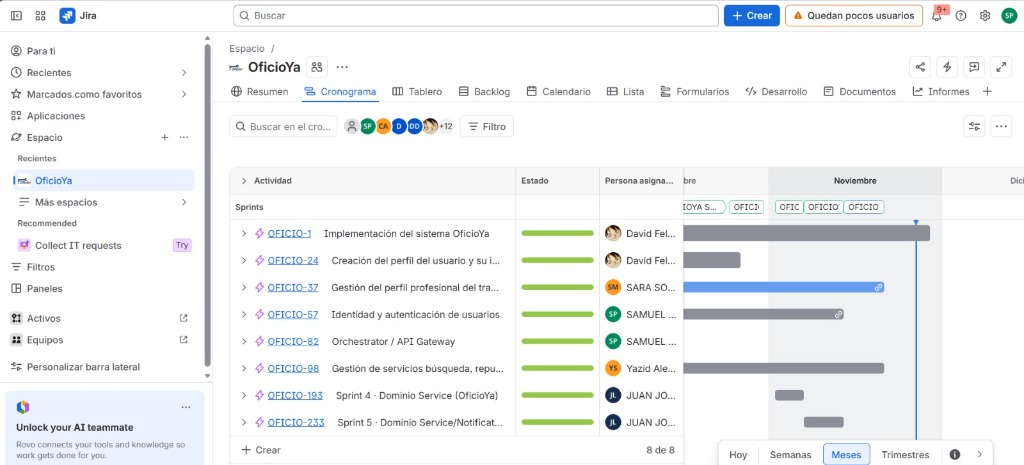 Jira
Buscar
Crear
Quedan pocos usuarios
9+
SP
Para ti
Recientes
Marcados como favoritos
Aplicaciones
Espacio
Recientes
OficioYa
Más espacios
Recommended
Collect IT requests
Try
Filtros
Paneles
Activos
Equipos
Personalizar barra lateral
Unlock your AI teammate
Rovo connects your tools and knowledge so
work gets done for you.
Espacio /
OficioYa
Resumen Cronograma Tablero Backlog Calendario Lista Formularios Desarrollo Documentos Informes
Buscar en el cro...
SP CA D DD +12
Filtro
Actividad Estado Persona asigna... bre Noviembre Dici
Sprints IOYA S... OFICI OFIC OFICIO OFICIO
OFICIO-1 Implementación del sistema OficioYa David Fel...
OFICIO-24 Creación del perfil del usuario y su i... David Fel...
OFICIO-37 Gestión del perfil profesional del tra... SM SARA SO...
OFICIO-57 Identidad y autenticación de usuarios SP SAMUEL ...
OFICIO-82 Orchestrator / API Gateway SP SAMUEL ...
OFICIO-98 Gestión de servicios búsqueda, repu... YS Yazid Ale...
OFICIO-193 Sprint 4 · Dominio Service (OficioYa) JL JUAN JO...
OFICIO-233 Sprint 5 · Dominio Service/Notificat... JL JUAN JO...
Crear 8 de 8
Hoy Semanas Meses Trimestres